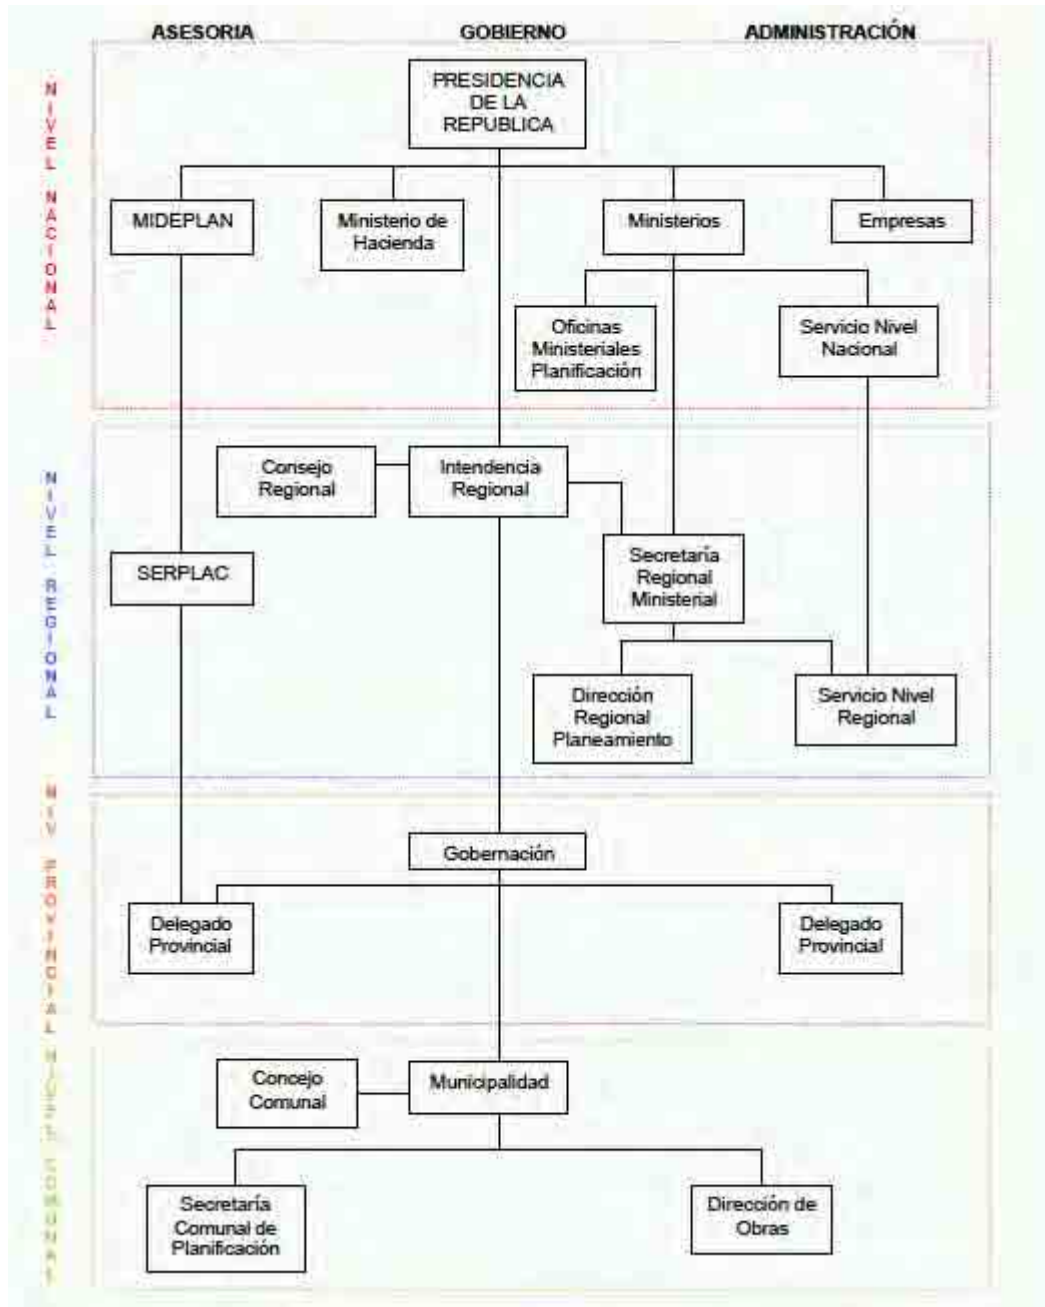 ASESORIA
GOBIERNO
ADMINISTRACIÓN
NIVEL NACIONAL
PRESIDENCIA
DE LA
REPUBLICA
MIDEPLAN
Ministerio de
Hacienda
Ministerios
Empresas
Oficinas
Ministeriales
Planificación
Servicio Nivel
Nacional
NIVEL REGIONAL
Consejo
Regional
Intendencia
Regional
SERPLAC
Secretaría
Regional
Ministerial
Dirección
Regional
Planeamiento
Servicio Nivel
Regional
NIV PROVINCIAL
Gobernación
Delegado
Provincial
Delegado
Provincial
NIVEL COMUNAL
Concejo
Comunal
Municipalidad
Secretaría
Comunal de
Planificación
Dirección de
Obras